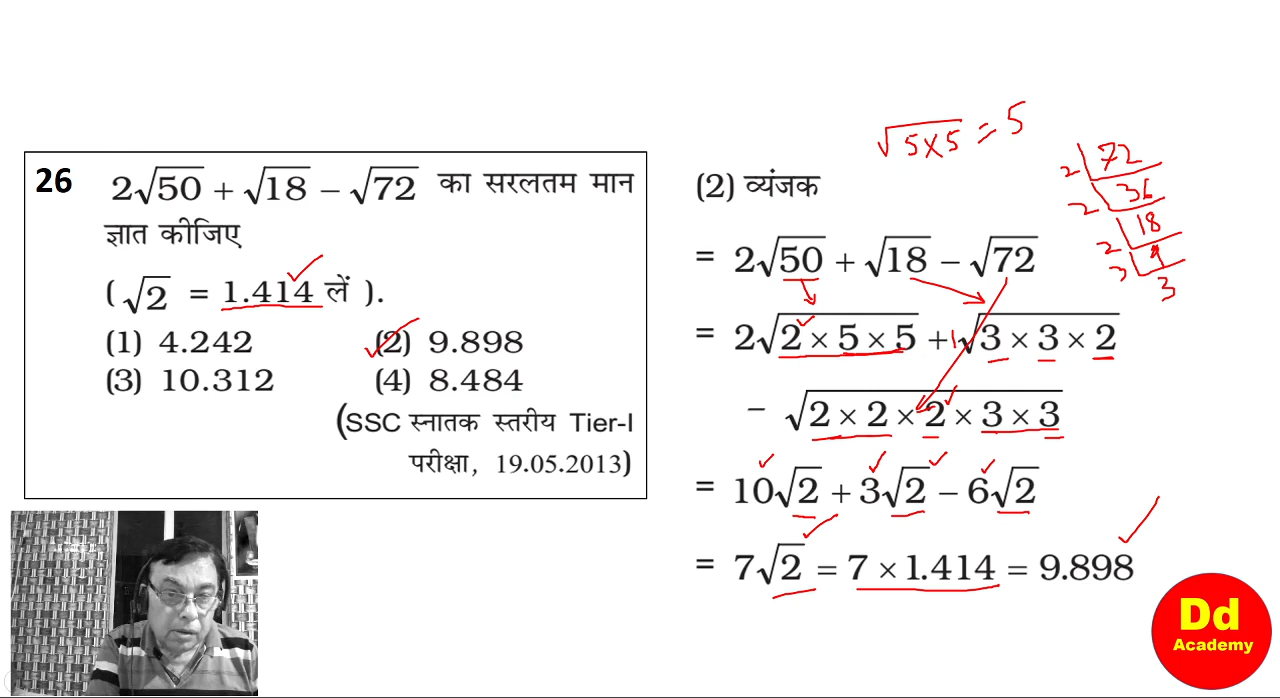 26 2√50 + √18 − √72 का सरलतम मान
ज्ञात कीजिए
( √2 = 1.414 लें ).
(1) 4.242 (2) 9.898
(3) 10.312 (4) 8.484
(SSC स्नातक स्तरीय Tier-I
परीक्षा, 19.05.2013)
√5×5 = 5
(2) व्यंजक
= 2√50 + √18 − √72
= 2√2 × 5 × 5 + 1√3 × 3 × 2
− √2 × 2 × 2 × 3 × 3
= 10√2 + 3√2 − 6√2
= 7√2 = 7 × 1.414 = 9.898
2 72
2 36
2 18
3 9
3
Dd
Academy